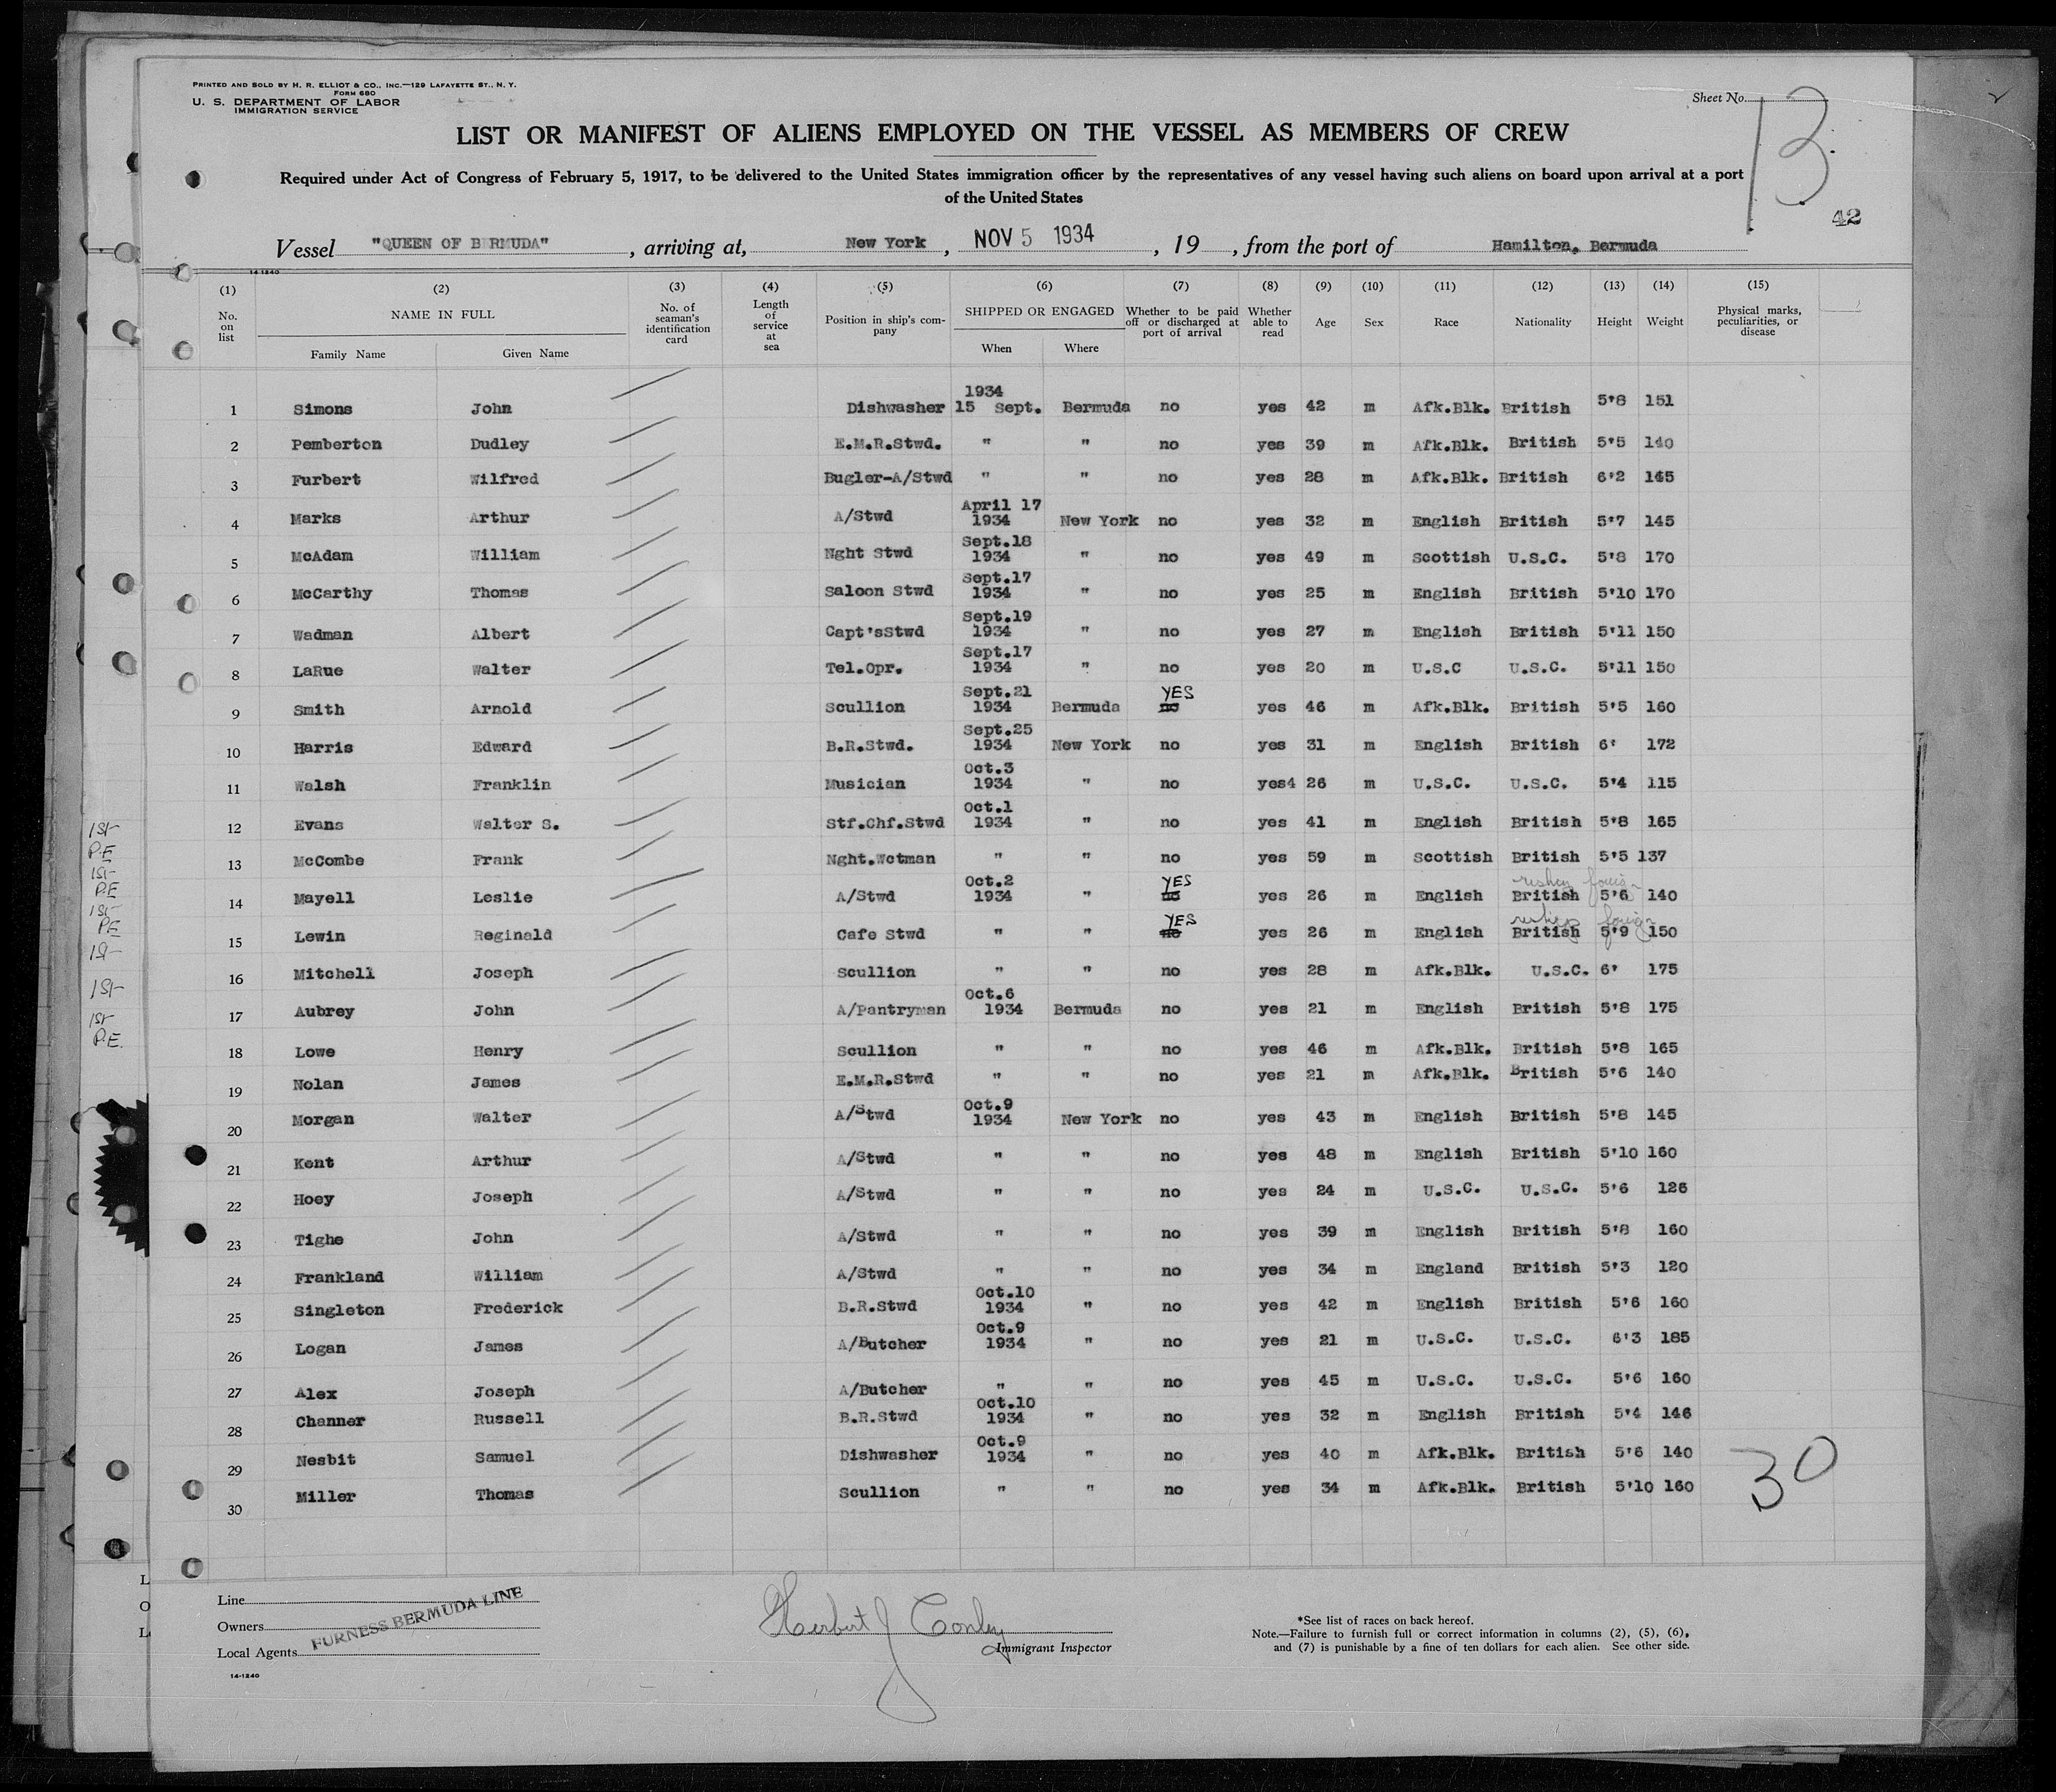 PRINTED AND SOLD BY H. R. ELLIOT & CO., INC.—129 LAFAYETTE ST., N. Y.
FORM 680
U. S. DEPARTMENT OF LABOR
IMMIGRATION SERVICE
Sheet No.
13
42
LIST OR MANIFEST OF ALIENS EMPLOYED ON THE VESSEL AS MEMBERS OF CREW
Required under Act of Congress of February 5, 1917, to be delivered to the United States immigration officer by the representatives of any vessel having such aliens on board upon arrival at a port
of the United States
Vessel "QUEEN OF BERMUDA", arriving at, New York, NOV 5 1934, 19, from the port of Hamilton, Bermuda
14-1240
(1) (2) (3) (4) (5) (6) (7) (8) (9) (10) (11) (12) (13) (14) (15)
No. on list NAME IN FULL Family Name Given Name No. of seaman's identification card Length of service at sea Position in ship's company SHIPPED OR ENGAGED When Where Whether to be paid off or discharged at port of arrival Whether able to read Age Sex Race Nationality Height Weight Physical marks, peculiarities, or disease
1 Simons John Dishwasher 1934 15 Sept. Bermuda no yes 42 m Afk.Blk. British 5'8 151
2 Pemberton Dudley E.M.R.Stwd. " " no yes 39 m Afk.Blk. British 5'5 140
3 Furbert Wilfred Bugler-A/Stwd " " no yes 28 m Afk.Blk. British 6'2 145
4 Marks Arthur A/Stwd April 17 1934 New York no yes 32 m English British 5'7 145
5 McAdam William Nght Stwd Sept.18 1934 " no yes 49 m Scottish U.S.C. 5'8 170
6 McCarthy Thomas Saloon Stwd Sept.17 1934 " no yes 25 m English British 5'10 170
7 Wadman Albert Capt'sStwd Sept.19 1934 " no yes 27 m English British 5'11 150
8 LaRue Walter Tel.Opr. Sept.17 1934 " no yes 20 m U.S.C U.S.C. 5'11 150
9 Smith Arnold Scullion Sept.21 1934 Bermuda YES no yes 46 m Afk.Blk. British 5'5 160
10 Harris Edward B.R.Stwd. Sept.25 1934 New York no yes 31 m English British 6' 172
11 Walsh Franklin Musician Oct.3 1934 " no yes4 26 m U.S.C. U.S.C. 5'4 115
12 Evans Walter S. Stf.Chf.Stwd Oct.1 1934 " no yes 41 m English British 5'8 165
13 McCombe Frank Nght.Wctman " " no yes 59 m Scottish British 5'5 137
14 Mayell Leslie A/Stwd Oct.2 1934 " YES no yes 26 m English British 5'6 140
15 Lewin Reginald Cafe Stwd " " YES no yes 26 m English British 5'9 150
16 Mitchell Joseph Scullion " " no yes 28 m Afk.Blk. U.S.C. 6' 175
17 Aubrey John A/Pantryman Oct.6 1934 Bermuda no yes 21 m English British 5'8 175
18 Lowe Henry Scullion " " no yes 46 m Afk.Blk. British 5'8 165
19 Nolan James E.M.R.Stwd " " no yes 21 m Afk.Blk. British 5'6 140
20 Morgan Walter A/Stwd Oct.9 1934 New York no yes 43 m English British 5'8 145
21 Kent Arthur A/Stwd " " no yes 48 m English British 5'10 160
22 Hoey Joseph A/Stwd " " no yes 24 m U.S.C. U.S.C. 5'6 126
23 Tighe John A/Stwd " " no yes 39 m English British 5'8 160
24 Frankland William A/Stwd " " no yes 34 m England British 5'3 120
25 Singleton Frederick B.R.Stwd Oct.10 1934 " no yes 42 m English British 5'6 160
26 Logan James A/Butcher Oct.9 1934 " no yes 21 m U.S.C. U.S.C. 6'3 185
27 Alex Joseph A/Butcher " " no yes 45 m U.S.C. U.S.C. 5'6 160
28 Channer Russell B.R.Stwd Oct.10 1934 " no yes 32 m English British 5'4 146
29 Nesbit Samuel Dishwasher Oct.9 1934 " no yes 40 m Afk.Blk. British 5'6 140
30 Miller Thomas Scullion " " no yes 34 m Afk.Blk. British 5'10 160
30
1st
P.E
1st
P.E
1st
P.E
1st
1st
1st
P.E.
Line
Owners
Local Agents
FURNESS BERMUDA LINE
14-1240
Herbert J Conley
Immigrant Inspector
*See list of races on back hereof.
Note.—Failure to furnish full or correct information in columns (2), (5), (6),
and (7) is punishable by a fine of ten dollars for each alien. See other side.